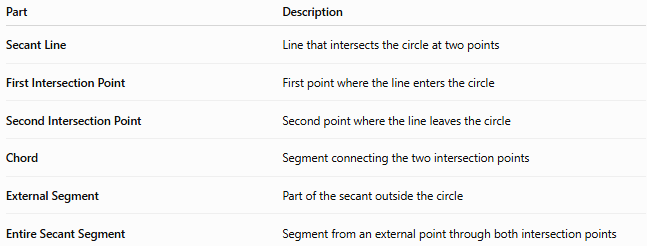 Part Description
Secant Line Line that intersects the circle at two points
First Intersection Point First point where the line enters the circle
Second Intersection Point Second point where the line leaves the circle
Chord Segment connecting the two intersection points
External Segment Part of the secant outside the circle
Entire Secant Segment Segment from an external point through both intersection points